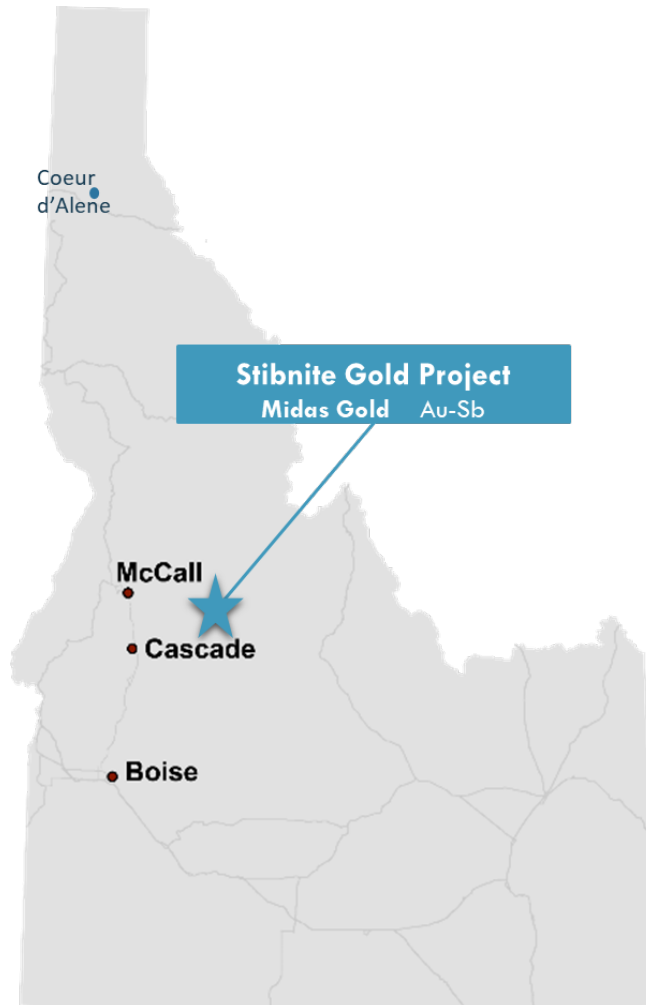 Coeur
d'Alene
Stibnite Gold Project
Midas Gold Au-Sb
McCall
Cascade
Boise